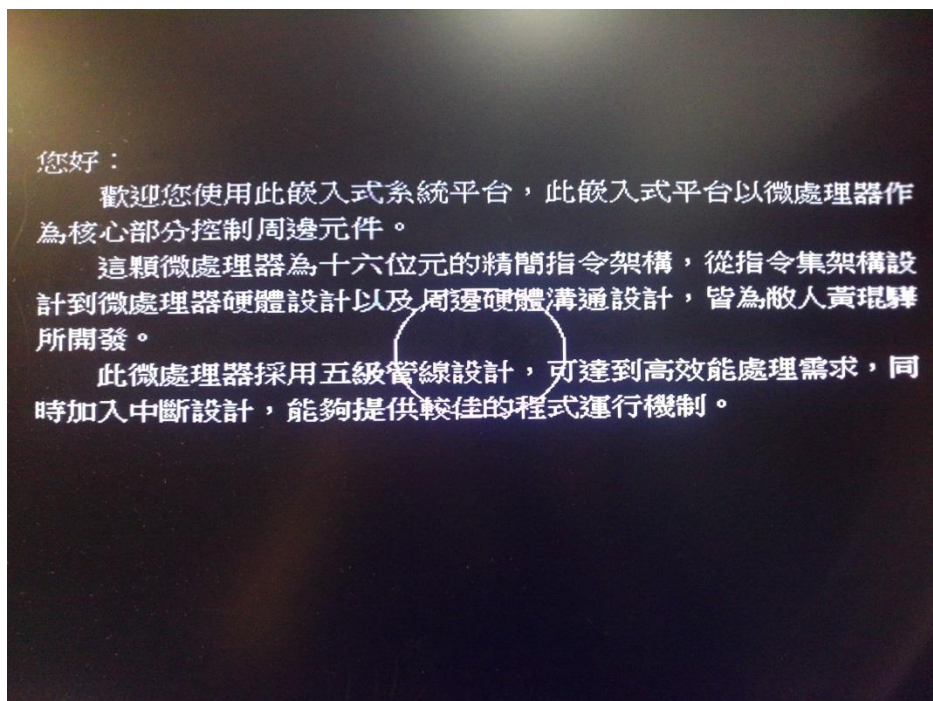 您好：
歡迎您使用此嵌入式系統平台，此嵌入式平台以微處理器作
為核心部分控制周邊元件。
這顆微處理器為十六位元的精簡指令架構，從指令集架構設
計到微處理器硬體設計以及周邊硬體溝通設計，皆為敝人黃琨驊
所開發。
此微處理器採用五級管線設計，可達到高效能處理需求，同
時加入中斷設計，能夠提供較佳的程式運行機制。